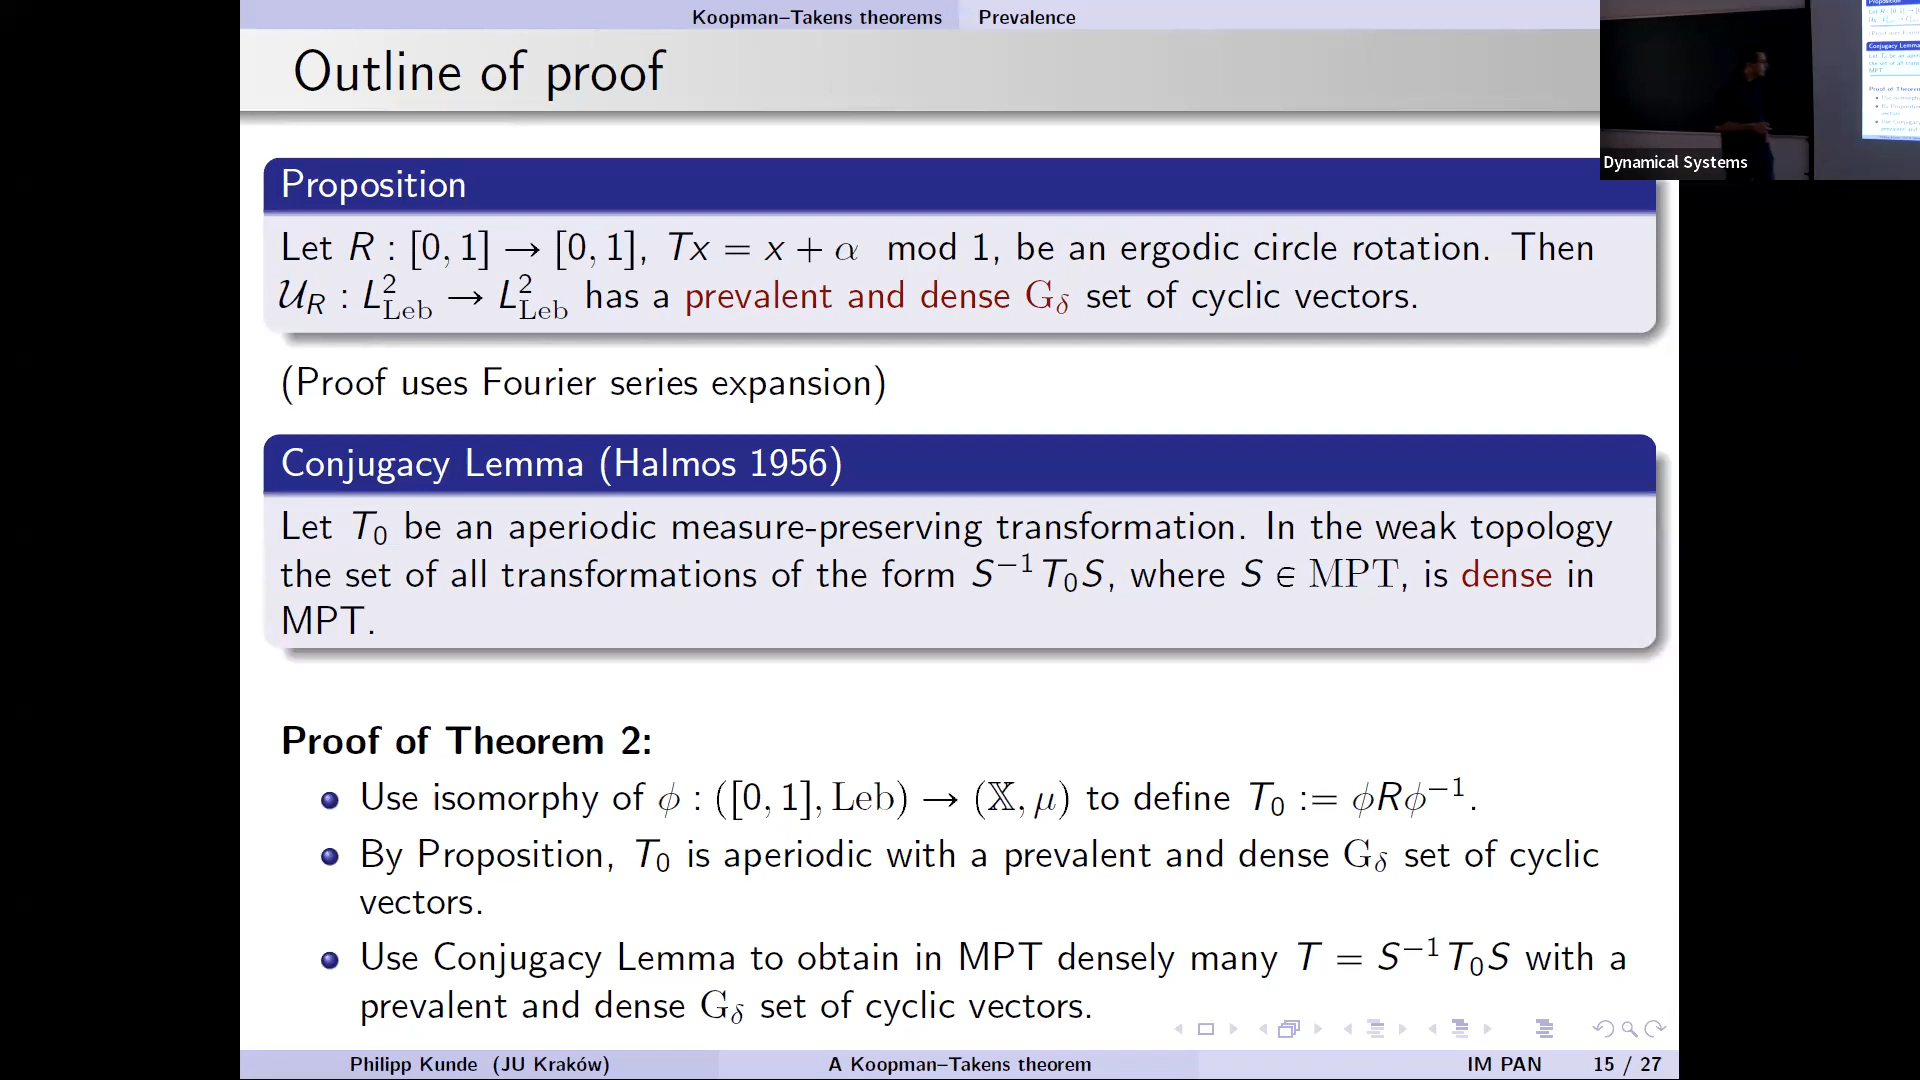 Koopman–Takens theorems Prevalence
Outline of proof
Dynamical Systems
Proposition
Let R : [0, 1] → [0, 1], Tx = x + α mod 1, be an ergodic circle rotation. Then
𝒰_R : L²_Leb → L²_Leb has a prevalent and dense G_δ set of cyclic vectors.
(Proof uses Fourier series expansion)
Conjugacy Lemma (Halmos 1956)
Let T₀ be an aperiodic measure-preserving transformation. In the weak topology
the set of all transformations of the form S⁻¹T₀S, where S ∈ MPT, is dense in
MPT.
Proof of Theorem 2:
Use isomorphy of ϕ : ([0, 1], Leb) → (𝕏, μ) to define T₀ := ϕRϕ⁻¹.
By Proposition, T₀ is aperiodic with a prevalent and dense G_δ set of cyclic
vectors.
Use Conjugacy Lemma to obtain in MPT densely many T = S⁻¹T₀S with a
prevalent and dense G_δ set of cyclic vectors.
Philipp Kunde (JU Kraków) A Koopman–Takens theorem IM PAN 15 / 27